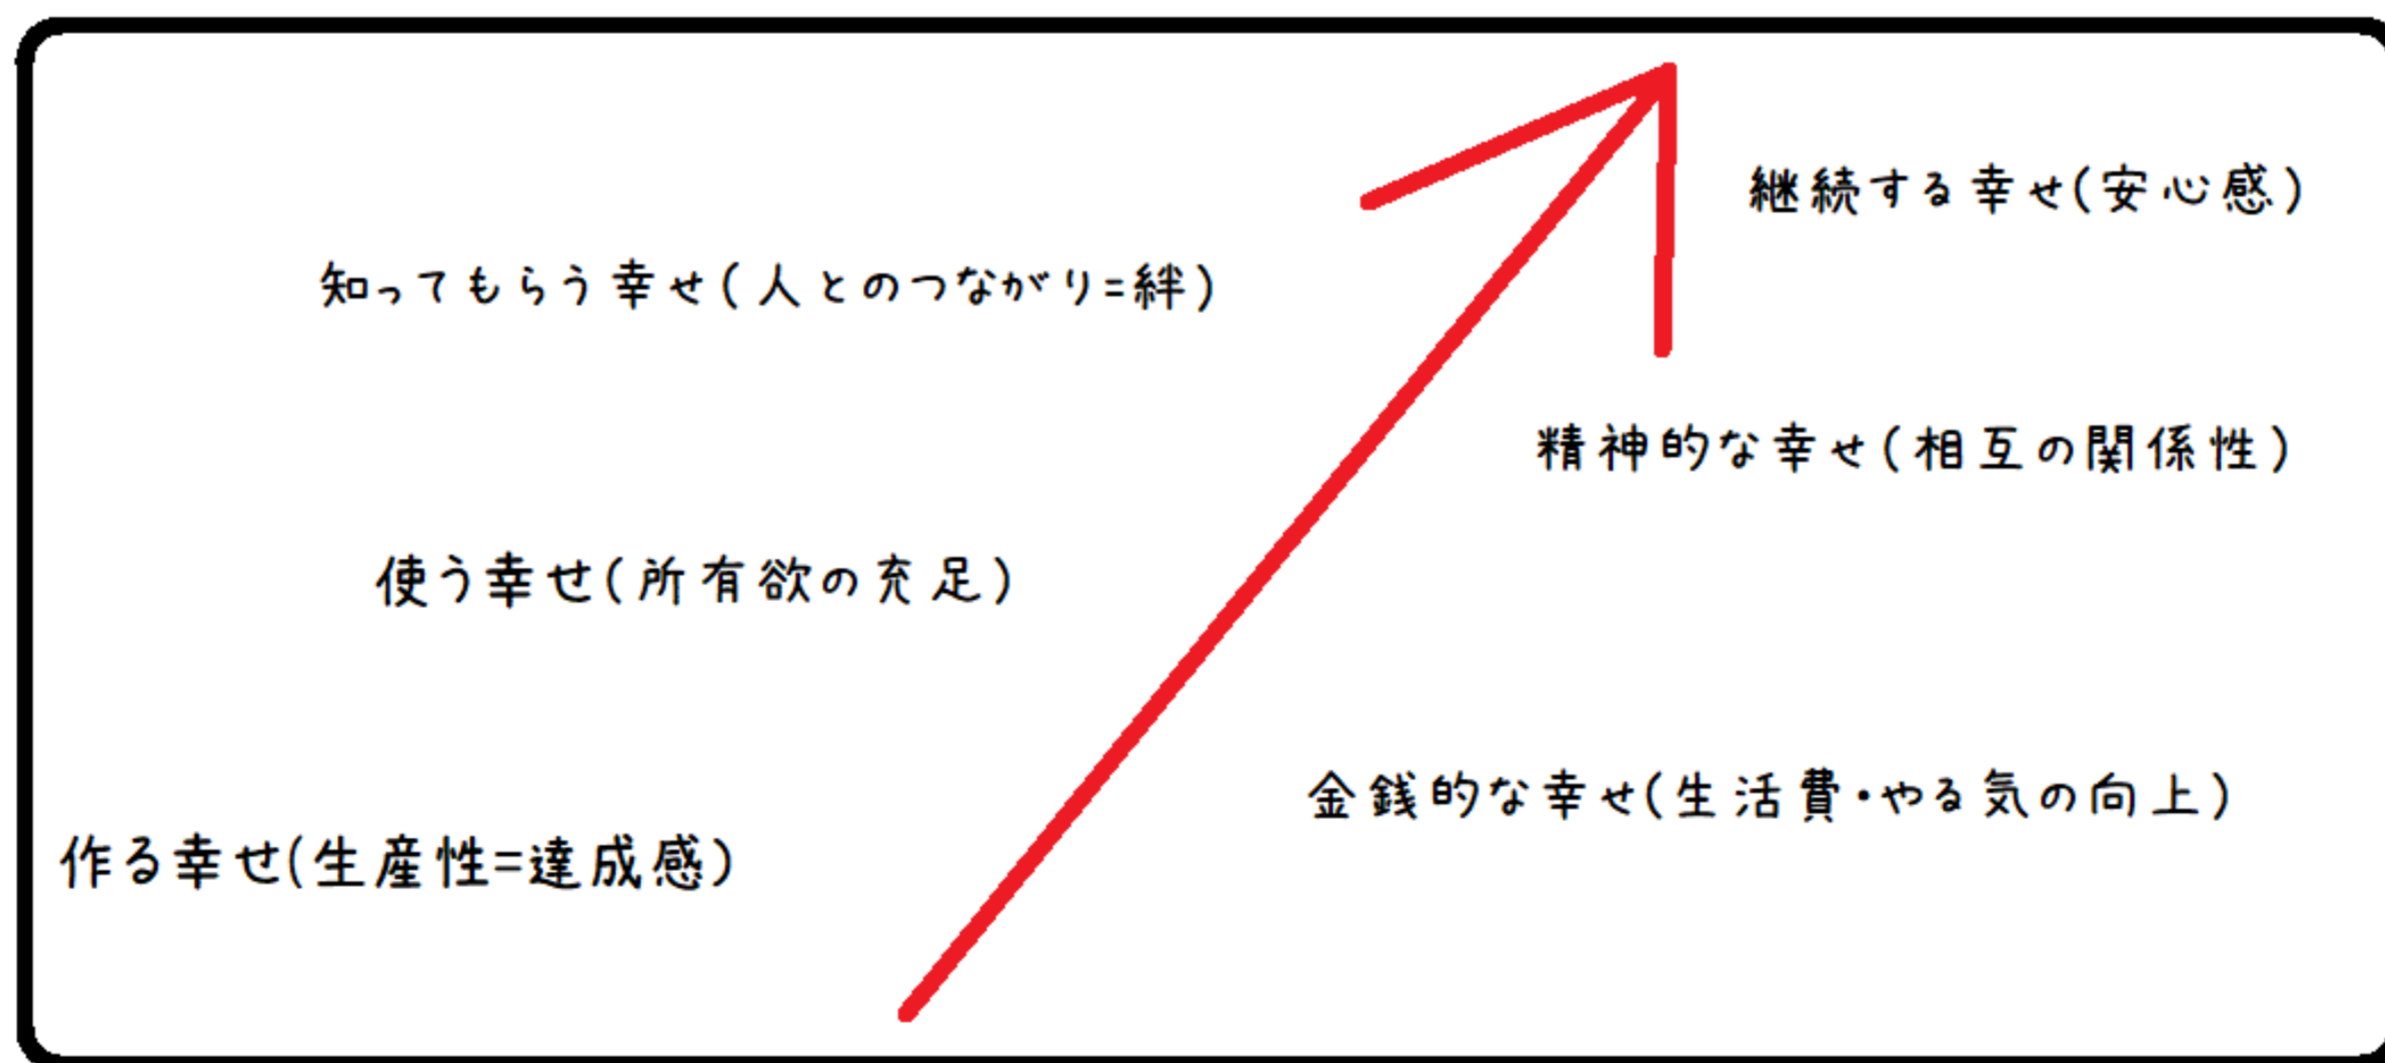 継続する幸せ(安心感)
知ってもらう幸せ(人とのつながり=絆)
精神的な幸せ(相互の関係性)
使う幸せ(所有欲の充足)
金銭的な幸せ(生活費・やる気の向上)
作る幸せ(生産性=達成感)